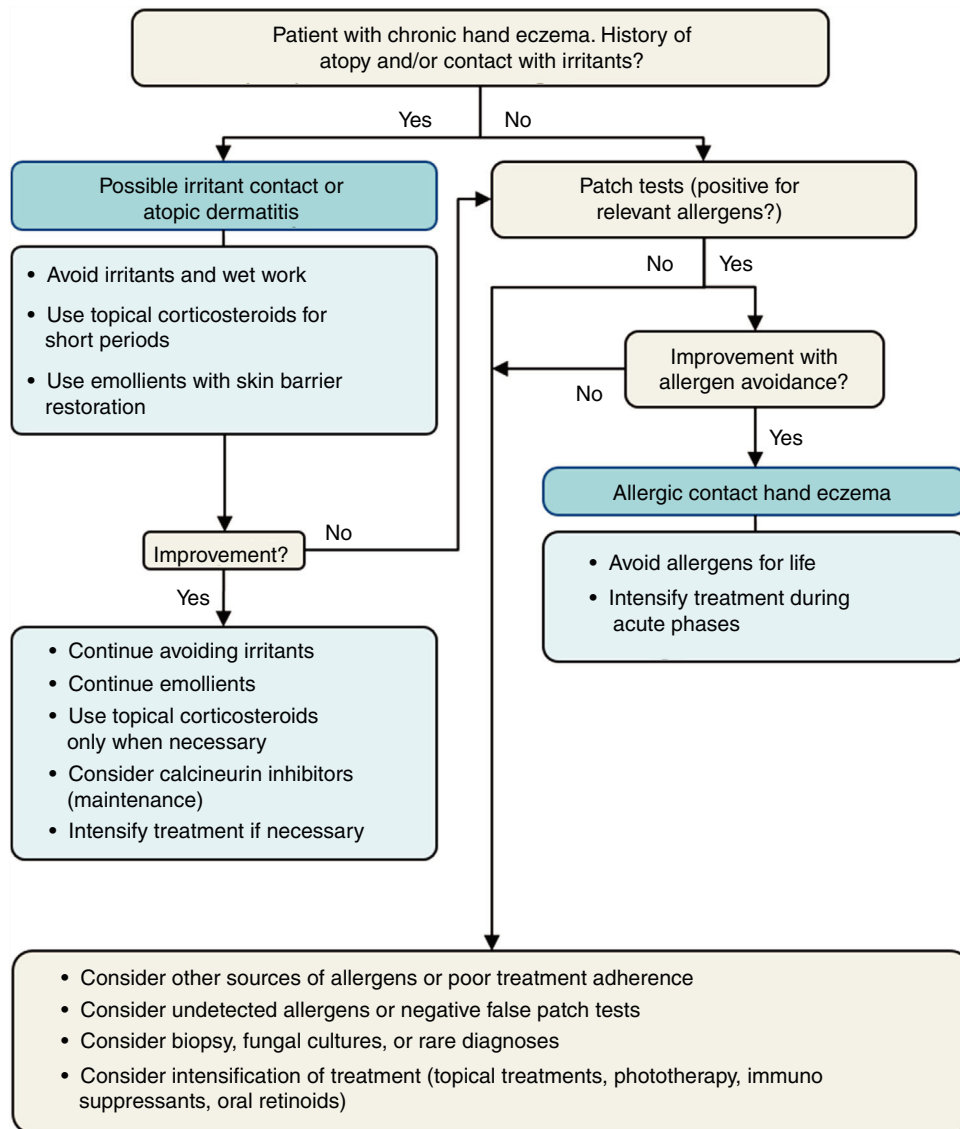 Patient with chronic hand eczema. History of
atopy and/or contact with irritants?
Yes
No
Possible irritant contact or
atopic dermatitis
• Avoid irritants and wet work
• Use topical corticosteroids for
short periods
• Use emollients with skin barrier
restoration
Improvement?
No
Yes
• Continue avoiding irritants
• Continue emollients
• Use topical corticosteroids
only when necessary
• Consider calcineurin inhibitors
(maintenance)
• Intensify treatment if necessary
Patch tests (positive for
relevant allergens?)
No
Yes
Improvement with
allergen avoidance?
No
Yes
Allergic contact hand eczema
• Avoid allergens for life
• Intensify treatment during
acute phases
• Consider other sources of allergens or poor treatment adherence
• Consider undetected allergens or negative false patch tests
• Consider biopsy, fungal cultures, or rare diagnoses
• Consider intensification of treatment (topical treatments, phototherapy, immuno
suppressants, oral retinoids)